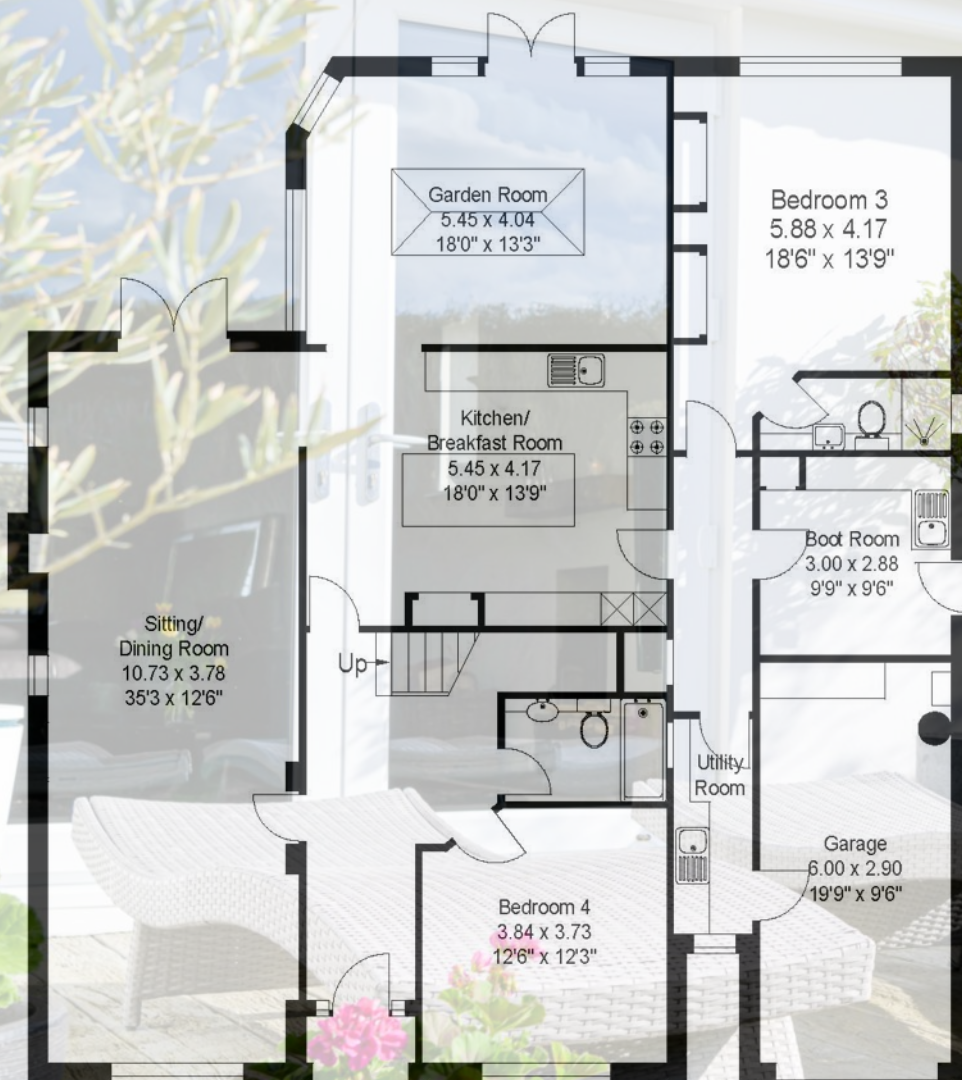 Garden Room
5.45 x 4.04
18'0" x 13'3"
Bedroom 3
5.88 x 4.17
18'6" x 13'9"
Kitchen/
Breakfast Room
5.45 x 4.17
18'0" x 13'9"
Boot Room
3.00 x 2.88
9'9" x 9'6"
Sitting/
Dining Room
10.73 x 3.78
35'3 x 12'6"
Up
Utility
Room
Garage
6.00 x 2.90
19'9" x 9'6"
Bedroom 4
3.84 x 3.73
12'6" x 12'3"